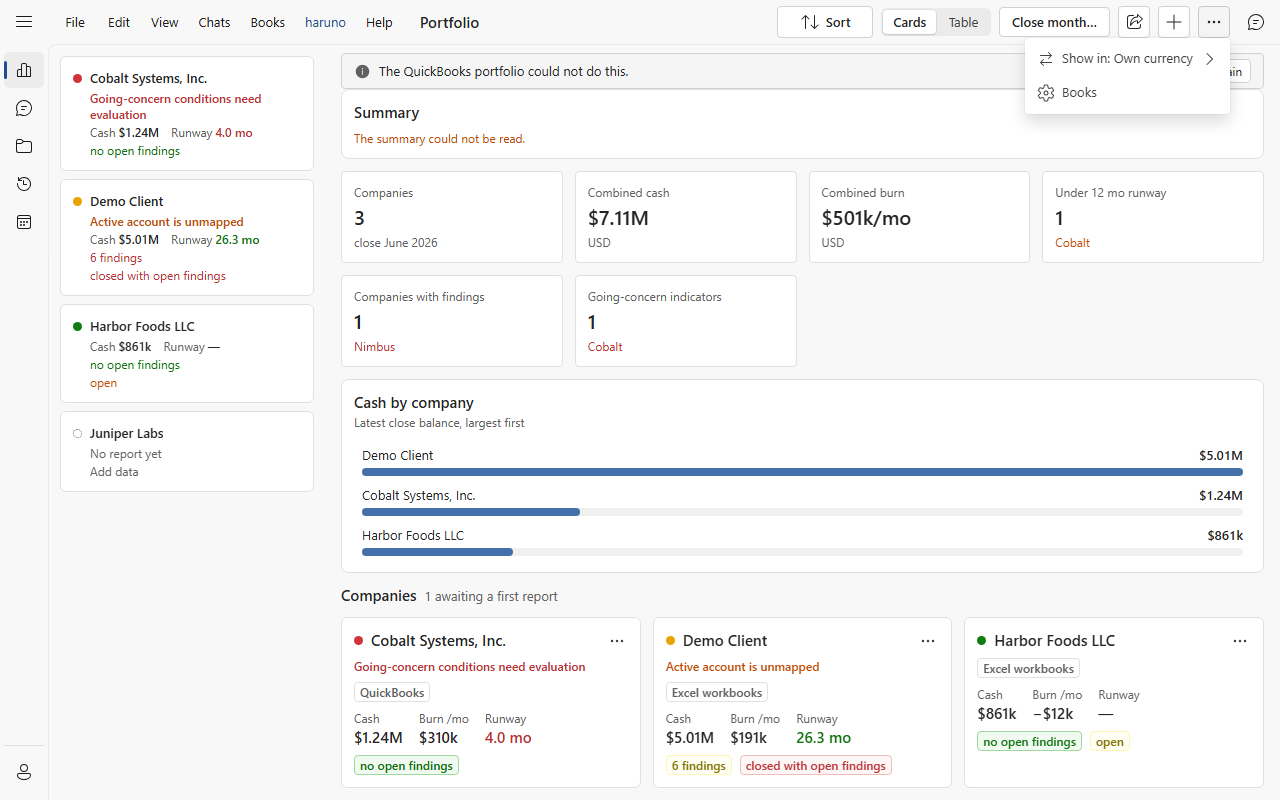 File Edit View Chats Books haruno Help Portfolio Sort Cards Table Close month...
Show in: Own currency
Books
Cobalt Systems, Inc.
Going-concern conditions need
evaluation
Cash $1.24M Runway 4.0 mo
no open findings
Demo Client
Active account is unmapped
Cash $5.01M Runway 26.3 mo
6 findings
closed with open findings
Harbor Foods LLC
Cash $861k Runway —
no open findings
open
Juniper Labs
No report yet
Add data
The QuickBooks portfolio could not do this.
Summary
The summary could not be read.
Companies
3
close June 2026
Combined cash
$7.11M
USD
Combined burn
$501k/mo
USD
Under 12 mo runway
1
Cobalt
Companies with findings
1
Nimbus
Going-concern indicators
1
Cobalt
Cash by company
Latest close balance, largest first
Demo Client $5.01M
Cobalt Systems, Inc. $1.24M
Harbor Foods LLC $861k
Companies 1 awaiting a first report
Cobalt Systems, Inc.
Going-concern conditions need evaluation
QuickBooks
Cash Burn /mo Runway
$1.24M $310k 4.0 mo
no open findings
Demo Client
Active account is unmapped
Excel workbooks
Cash Burn /mo Runway
$5.01M $191k 26.3 mo
6 findings closed with open findings
Harbor Foods LLC
Excel workbooks
Cash Burn /mo Runway
$861k −$12k —
no open findings open